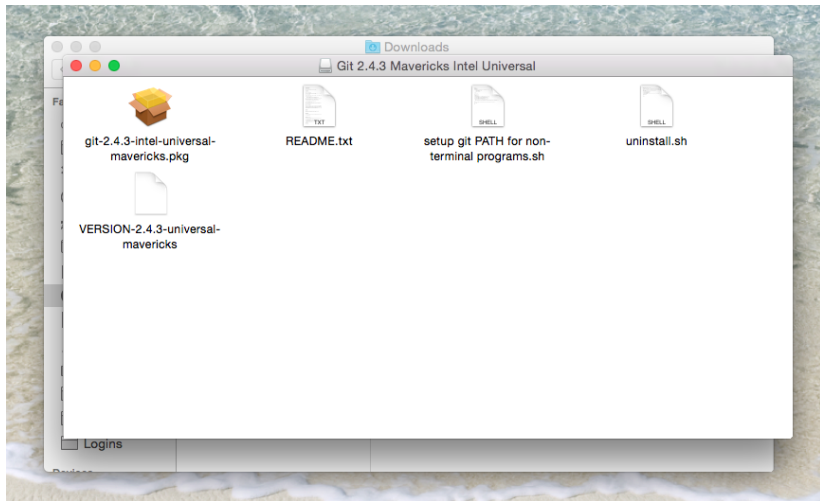 Downloads
Git 2.4.3 Mavericks Intel Universal
git-2.4.3-intel-universal-
mavericks.pkg
README.txt
setup git PATH for non-
terminal programs.sh
uninstall.sh
TXT
SHELL
SHELL
VERSION-2.4.3-universal-
mavericks
Logins